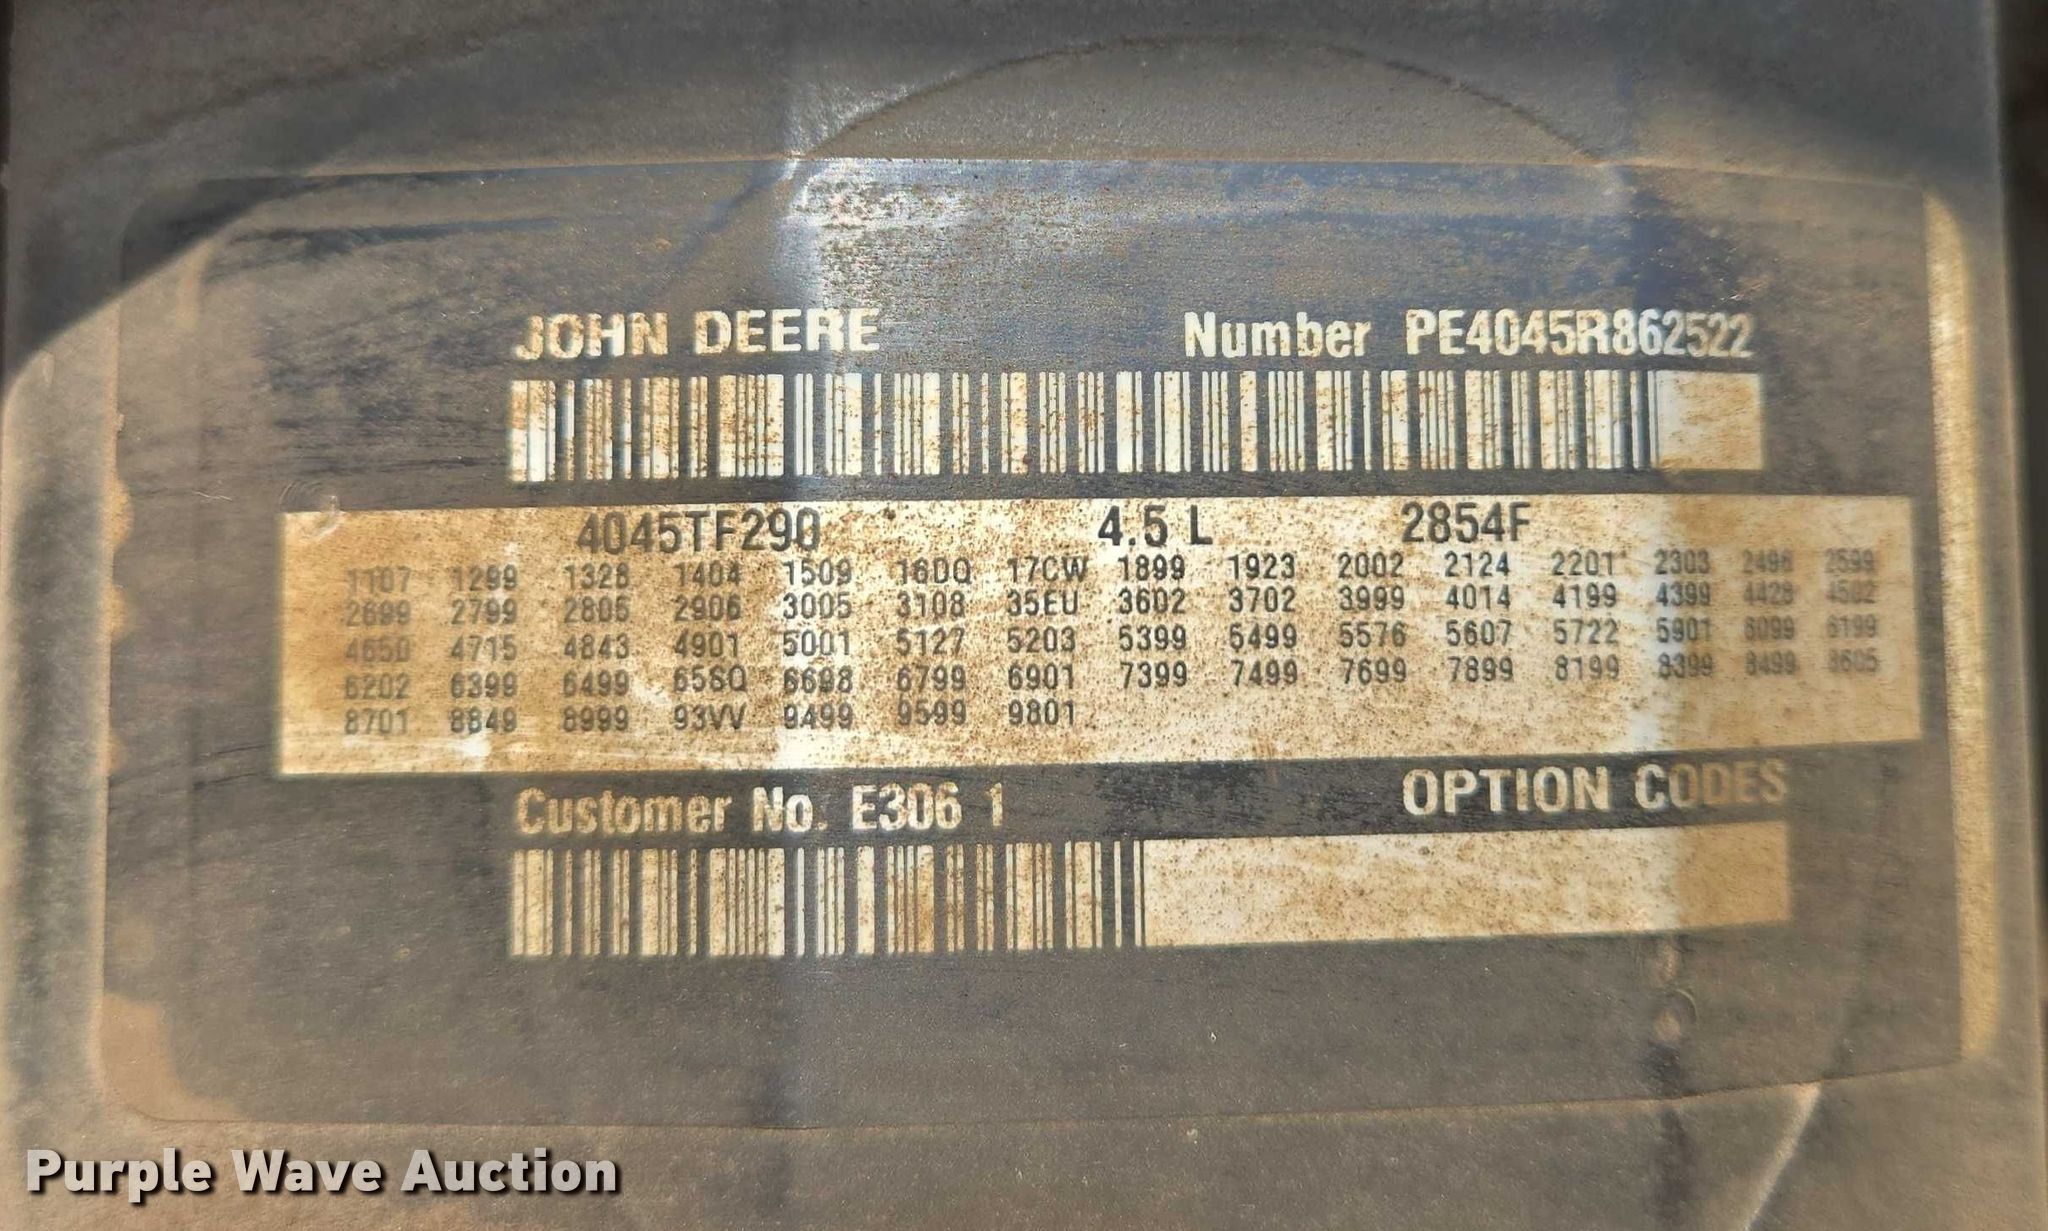 JOHN DEERE Number PE4045R862522
4045TF290 4.5 L 2854F
1107 1299 1328 1404 1509 16DQ 17CW 1899 1923 2002 2124 2201 2303 2498 2599
2699 2799 2805 2906 3005 3108 35EU 3602 3702 3999 4014 4199 4399 4428 4502
4650 4715 4843 4901 5001 5127 5203 5399 5499 5576 5607 5722 5901 6099 6199
6202 6399 6499 65SQ 6698 6799 6901 7399 7499 7699 7899 8199 8399 8499 8605
8701 8849 8999 93VV 9499 9599 9801
Customer No. E306 1 OPTION CODES
Purple Wave Auction